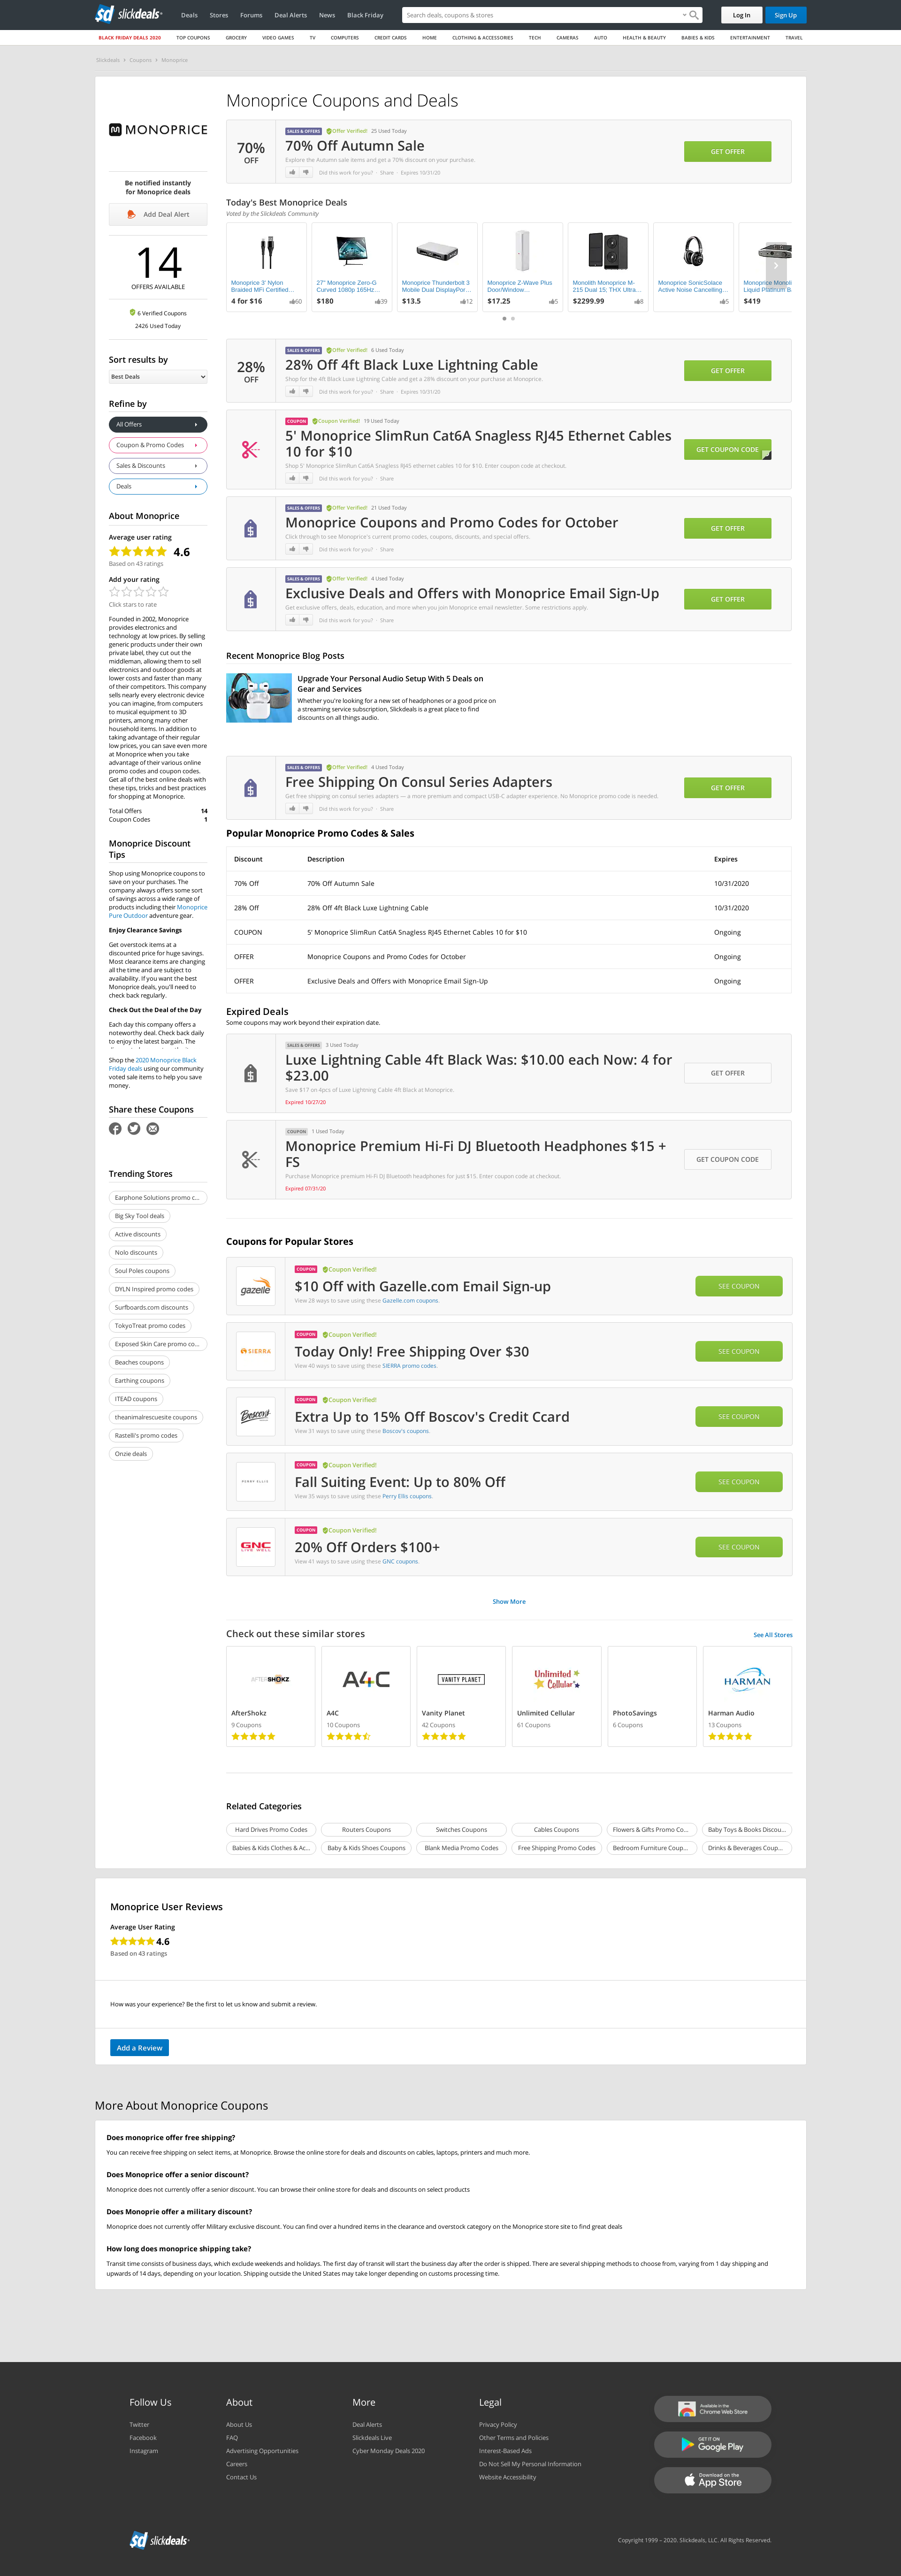 sd slickdeals
Deals
Stores
Forums
Deal Alerts
News
Black Friday
Search deals, coupons & stores
Log In
Sign Up
BLACK FRIDAY DEALS 2020
TOP COUPONS
GROCERY
VIDEO GAMES
TV
COMPUTERS
CREDIT CARDS
HOME
CLOTHING & ACCESSORIES
TECH
CAMERAS
AUTO
HEALTH & BEAUTY
BABIES & KIDS
ENTERTAINMENT
TRAVEL
Slickdeals › Coupons › Monoprice
MONOPRICE
Be notified instantly
for Monoprice deals
Add Deal Alert
14
OFFERS AVAILABLE
6 Verified Coupons
2426 Used Today
Sort results by
Best Deals
Refine by
All Offers
Coupon & Promo Codes
Sales & Discounts
Deals
About Monoprice
Average user rating
4.6
Based on 43 ratings
Add your rating
Click stars to rate
Founded in 2002, Monoprice
provides electronics and
technology at low prices. By selling
generic products under their own
private label, they cut out the
middleman, allowing them to sell
electronics and outdoor goods at
lower costs and faster than many
of their competitors. This company
sells nearly every electronic device
you can imagine, from computers
to musical equipment to 3D
printers, among many other
household items. In addition to
taking advantage of their regular
low prices, you can save even more
at Monoprice when you take
advantage of their various online
promo codes and coupon codes.
Get all of the best online deals with
these tips, tricks and best practices
for shopping at Monoprice.
Total Offers 14
Coupon Codes 1
Monoprice Discount
Tips
Shop using Monoprice coupons to
save on your purchases. The
company always offers some sort
of savings across a wide range of
products including their Monoprice
Pure Outdoor adventure gear.
Enjoy Clearance Savings
Get overstock items at a
discounted price for huge savings.
Most clearance items are changing
all the time and are subject to
availability. If you want the best
Monoprice deals, you'll need to
check back regularly.
Check Out the Deal of the Day
Each day this company offers a
noteworthy deal. Check back daily
to enjoy the latest bargain. The
Shop the 2020 Monoprice Black
Friday deals using our community
voted sale items to help you save
money.
Share these Coupons
Trending Stores
Earphone Solutions promo c...
Big Sky Tool deals
Active discounts
Nolo discounts
Soul Poles coupons
DYLN Inspired promo codes
Surfboards.com discounts
TokyoTreat promo codes
Exposed Skin Care promo co...
Beaches coupons
Earthing coupons
ITEAD coupons
theanimalrescuesite coupons
Rastelli's promo codes
Onzie deals
Monoprice Coupons and Deals
70%
OFF
SALES & OFFERS Offer Verified! 25 Used Today
70% Off Autumn Sale
Explore the Autumn sale items and get a 70% discount on your purchase.
Did this work for you? · Share · Expires 10/31/20
GET OFFER
Today's Best Monoprice Deals
Voted by the Slickdeals Community
Monoprice 3' Nylon
Braided MFi Certified...
4 for $16 60
27" Monoprice Zero-G
Curved 1080p 165Hz...
$180 39
Monoprice Thunderbolt 3
Mobile Dual DisplayPor...
$13.5 12
Monoprice Z-Wave Plus
Door/Window...
$17.25 5
Monolith Monoprice M-
215 Dual 15; THX Ultra...
$2299.99 8
Monoprice SonicSolace
Active Noise Cancelling...
5
Monoprice Monoli
Liquid Platinum B
$419
28%
OFF
SALES & OFFERS Offer Verified! 6 Used Today
28% Off 4ft Black Luxe Lightning Cable
Shop for the 4ft Black Luxe Lightning Cable and get a 28% discount on your purchase at Monoprice.
Did this work for you? · Share · Expires 10/31/20
GET OFFER
COUPON Coupon Verified! 19 Used Today
5' Monoprice SlimRun Cat6A Snagless RJ45 Ethernet Cables
10 for $10
Shop 5' Monoprice SlimRun Cat6A Snagless RJ45 ethernet cables 10 for $10. Enter coupon code at checkout.
Did this work for you? · Share
GET COUPON CODE
SALES & OFFERS Offer Verified! 21 Used Today
Monoprice Coupons and Promo Codes for October
Click through to see Monoprice's current promo codes, coupons, discounts, and special offers.
Did this work for you? · Share
GET OFFER
SALES & OFFERS Offer Verified! 4 Used Today
Exclusive Deals and Offers with Monoprice Email Sign-Up
Get exclusive offers, deals, education, and more when you join Monoprice email newsletter. Some restrictions apply.
Did this work for you? · Share
GET OFFER
Recent Monoprice Blog Posts
Upgrade Your Personal Audio Setup With 5 Deals on
Gear and Services
Whether you're looking for a new set of headphones or a good price on
a streaming service subscription, Slickdeals is a great place to find
discounts on all things audio.
SALES & OFFERS Offer Verified! 4 Used Today
Free Shipping On Consul Series Adapters
Get free shipping on consul series adapters — a more premium and compact USB-C adapter experience. No Monoprice promo code is needed.
Did this work for you? · Share
GET OFFER
Popular Monoprice Promo Codes & Sales
Discount Description Expires
70% Off 70% Off Autumn Sale 10/31/2020
28% Off 28% Off 4ft Black Luxe Lightning Cable 10/31/2020
COUPON 5' Monoprice SlimRun Cat6A Snagless RJ45 Ethernet Cables 10 for $10 Ongoing
OFFER Monoprice Coupons and Promo Codes for October Ongoing
OFFER Exclusive Deals and Offers with Monoprice Email Sign-Up Ongoing
Expired Deals
Some coupons may work beyond their expiration date.
SALES & OFFERS 3 Used Today
Luxe Lightning Cable 4ft Black Was: $10.00 each Now: 4 for
$23.00
Save $17 on 4pcs of Luxe Lightning Cable 4ft Black at Monoprice.
Expired 10/27/20
GET OFFER
COUPON 1 Used Today
Monoprice Premium Hi-Fi DJ Bluetooth Headphones $15 +
FS
Purchase Monoprice premium Hi-Fi DJ Bluetooth headphones for just $15. Enter coupon code at checkout.
Expired 07/31/20
GET COUPON CODE
Coupons for Popular Stores
gazelle
COUPON Coupon Verified!
$10 Off with Gazelle.com Email Sign-up
View 28 ways to save using these Gazelle.com coupons.
SEE COUPON
SIERRA
COUPON Coupon Verified!
Today Only! Free Shipping Over $30
View 40 ways to save using these SIERRA promo codes.
SEE COUPON
Boscov's
COUPON Coupon Verified!
Extra Up to 15% Off Boscov's Credit Ccard
View 31 ways to save using these Boscov's coupons.
SEE COUPON
PERRY ELLIS
COUPON Coupon Verified!
Fall Suiting Event: Up to 80% Off
View 35 ways to save using these Perry Ellis coupons.
SEE COUPON
GNC
LIVE WELL
COUPON Coupon Verified!
20% Off Orders $100+
View 61 ways to save using these GNC coupons.
SEE COUPON
Show More
Check out these similar stores
See All Stores
AFTERSHOKZ
AfterShokz
9 Coupons
A4C
A4C
10 Coupons
VANITY PLANET
Vanity Planet
42 Coupons
Unlimited
Cellular
Unlimited Cellular
61 Coupons
PhotoSavings
6 Coupons
HARMAN
Harman Audio
13 Coupons
Related Categories
Hard Drives Promo Codes
Routers Coupons
Switches Coupons
Cables Coupons
Flowers & Gifts Promo Co...
Baby Toys & Books Discou...
Babies & Kids Clothes & Ac...
Baby & Kids Shoes Coupons
Blank Media Promo Codes
Free Shipping Promo Codes
Bedroom Furniture Coup...
Drinks & Beverages Coup...
Monoprice User Reviews
Average User Rating
4.6
Based on 43 ratings
How was your experience? Be the first to let us know and submit a review.
Add a Review
More About Monoprice Coupons
Does monoprice offer free shipping?
You can receive free shipping on select items, at Monoprice. Browse the online store for deals and discounts on cables, laptops, printers and much more.
Does Monoprice offer a senior discount?
Monoprice does not currently offer a senior discount. You can browse their online store for deals and discounts on select products
Does Monoprie offer a military discount?
Monoprice does not currently offer Military exclusive discount. You can find over a hundred items in the clearance and overstock category on the Monoprice store site to find great deals
How long does monoprice shipping take?
Transit time consists of business days, which exclude weekends and holidays. The first day of transit will start the business day after the order is shipped. There are several shipping methods to choose from, varying from 1 day shipping and
upwards of 14 days, depending on your location. Shipping outside the United States may take longer depending on customs processing time.
Follow Us
Twitter
Facebook
Instagram
About
About Us
FAQ
Advertising Opportunities
Careers
Contact Us
More
Deal Alerts
Slickdeals Live
Cyber Monday Deals 2020
Legal
Privacy Policy
Other Terms and Policies
Interest-Based Ads
Do Not Sell My Personal Information
Website Accessibility
Available in the
Chrome Web Store
GET IT ON
Google Play
Download on the
App Store
sd slickdeals
Copyright 1999 – 2020. Slickdeals, LLC. All Rights Reserved.